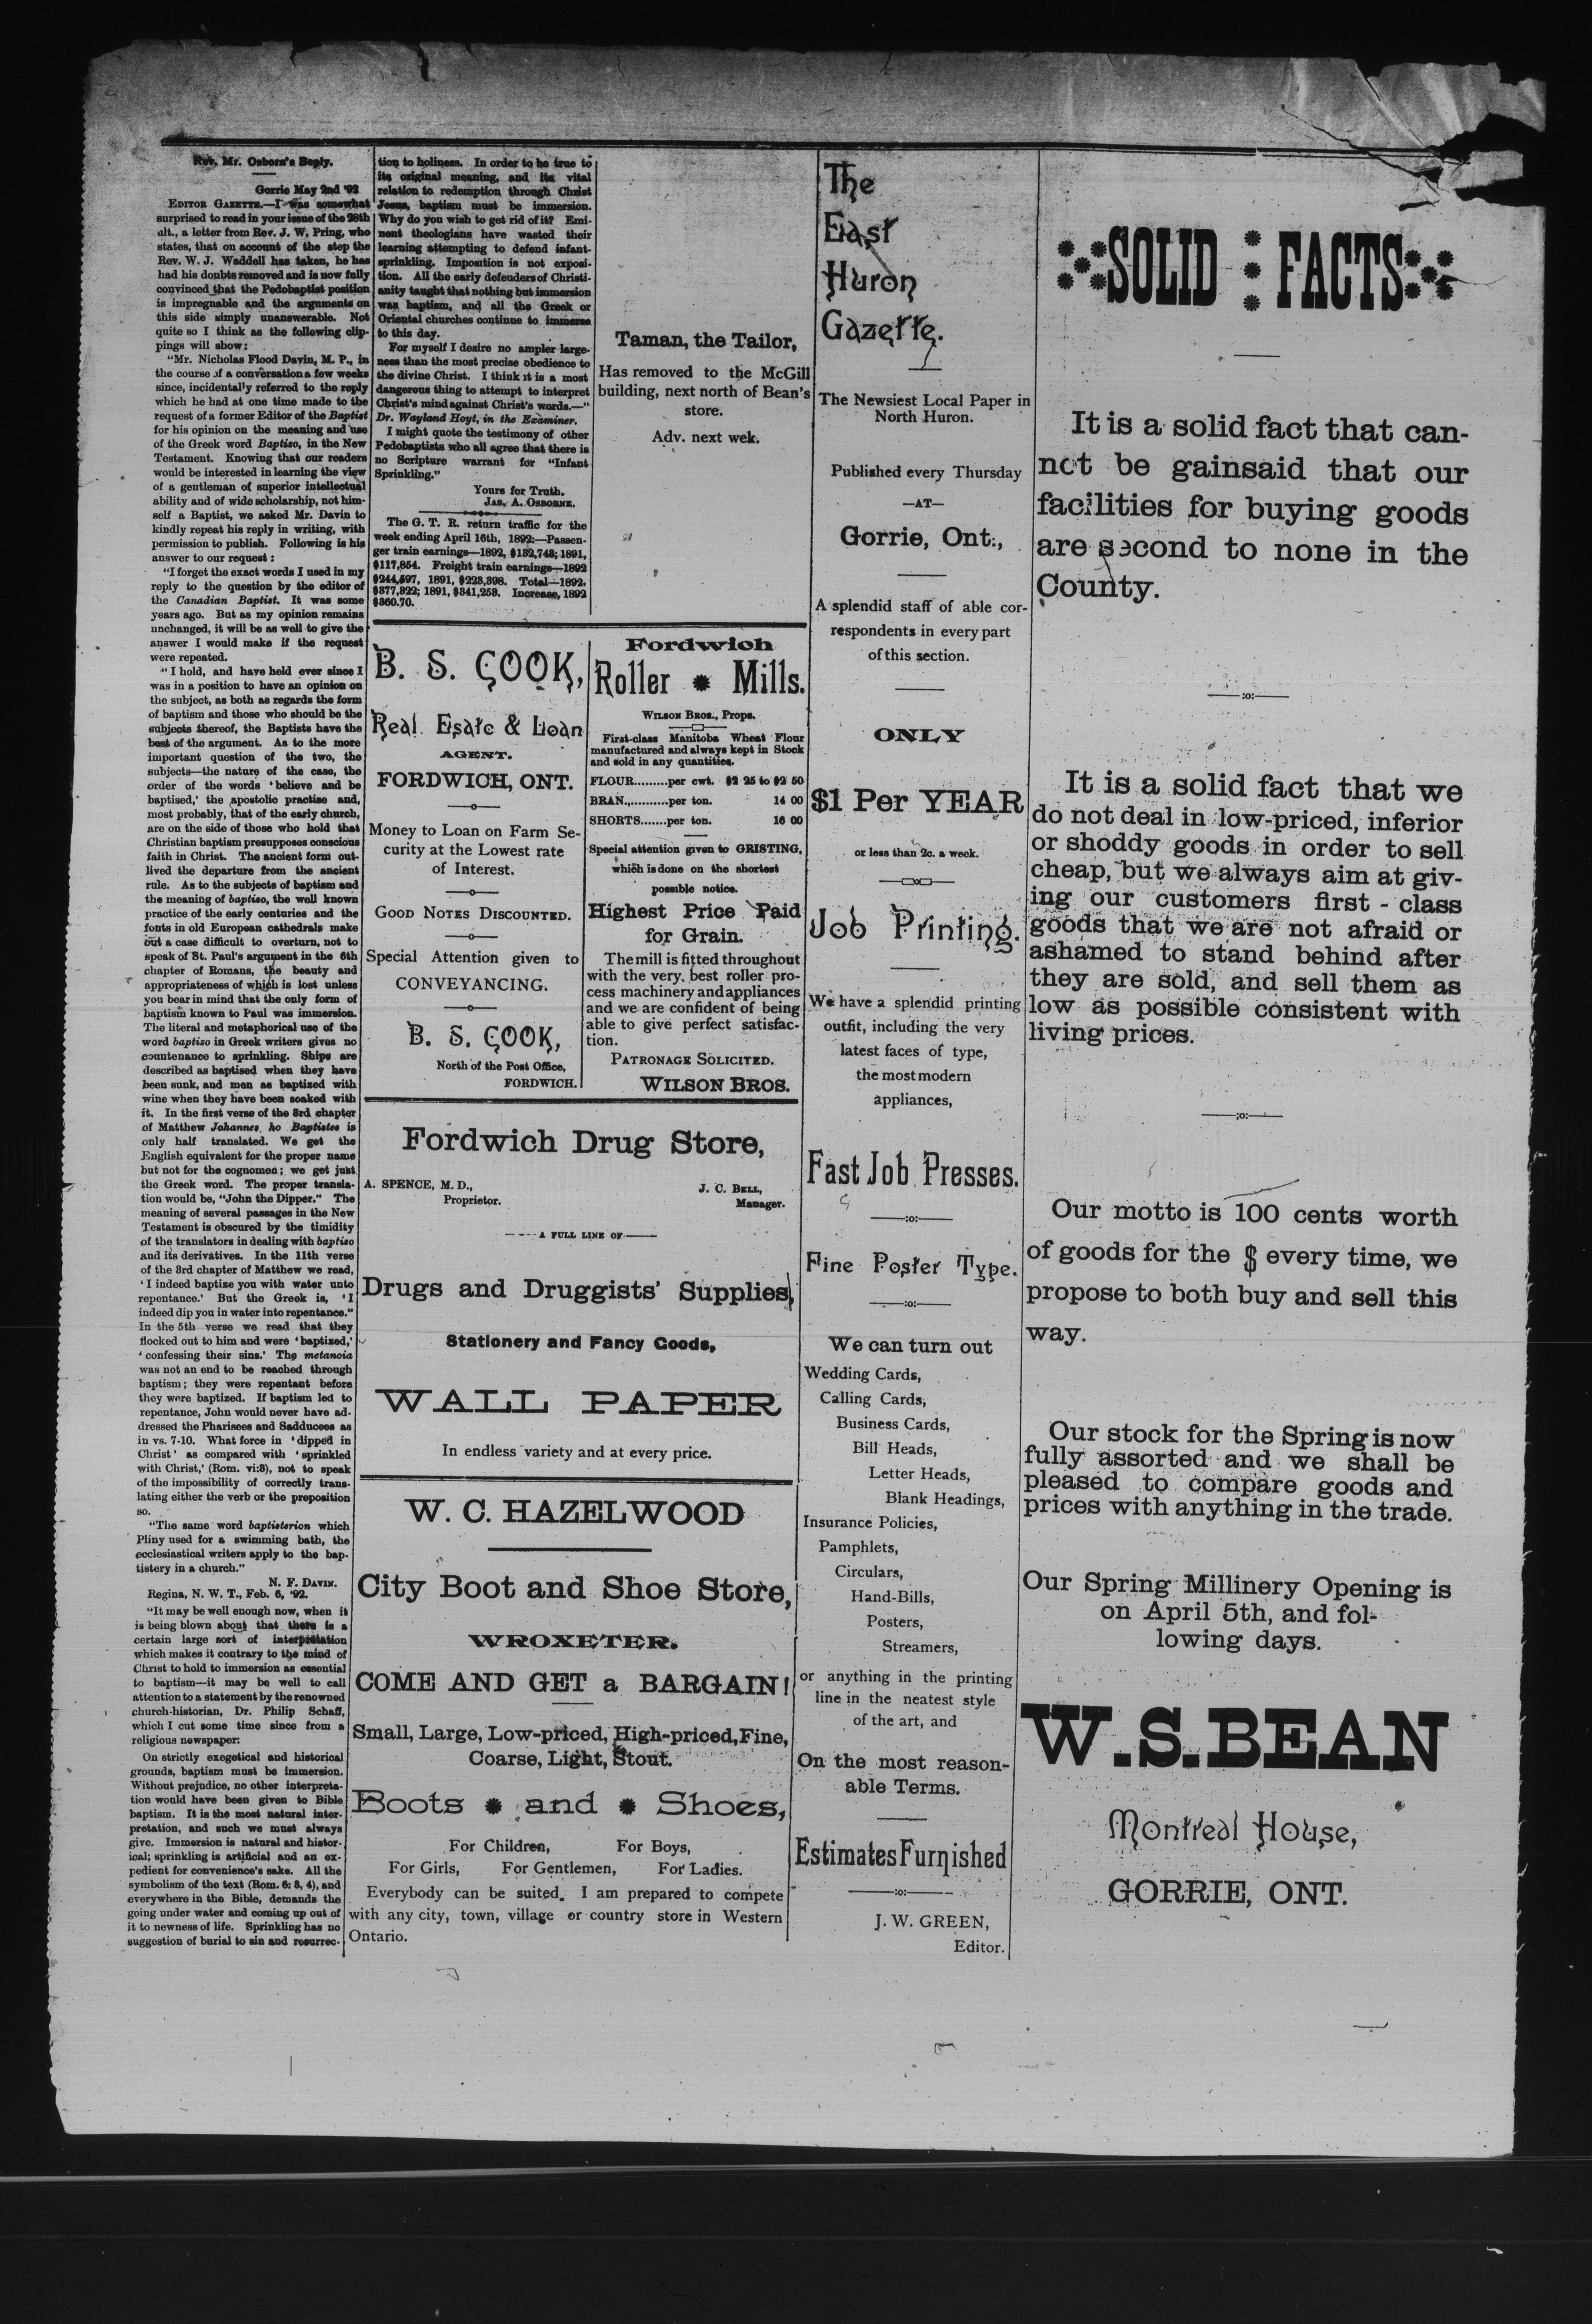 Rev. Mr. Osborn's Reply.
Gorrie May 2nd '92
EDITOR GAZETTE.—I was somewhat
surprised to read in your issue of the 28th
alt., a letter from Rev. J. W. Pring, who
states, that on account of the step the
Rev. W. J. Waddell has taken, he has
had his doubts removed and is now fully
convinced that the Pedobaptist position
is impregnable and the arguments on
this side simply unanswerable. Not
quite so I think as the following clip-
pings will show:
"Mr. Nicholas Flood Davin, M. P., in
the course of a conversation a few weeks
since, incidentally referred to the reply
which he had at one time made to the
request of a former Editor of the Baptist
for his opinion on the meaning and use
of the Greek word Baptiso, in the New
Testament. Knowing that our readers
would be interested in learning the view
of a gentleman of superior intellectual
ability and of wide scholarship, not him-
self a Baptist, we asked Mr. Davin to
kindly repeat his reply in writing, with
permission to publish. Following is his
answer to our request:
"I forget the exact words I used in my
reply to the question by the editor of
the Canadian Baptist. It was some
years ago. But as my opinion remains
unchanged, it will be as well to give the
answer I would make if the request
were repeated.
"I hold, and have held ever since I
was in a position to have an opinion on
the subject, as both as regards the form
of baptism and those who should be the
subjects thereof, the Baptists have the
best of the argument. As to the more
important question of the two, the
subjects—the nature of the case, the
order of the words 'believe and be
baptised,' the apostolic practise and,
most probably, that of the early church,
are on the side of those who hold that
Christian baptism presupposes conscious
faith in Christ. The ancient form out-
lived the departure from the ancient
rule. As to the subjects of baptism and
the meaning of baptiso, the well known
practice of the early centuries and the
fonts in old European cathedrals make
out a case difficult to overturn, not to
speak of St. Paul's argument in the 6th
chapter of Romans, the beauty and
appropriateness of which is lost unless
you bear in mind that the only form of
baptism known to Paul was immersion.
The literal and metaphorical use of the
word baptiso in Greek writers gives no
countenance to sprinkling. Ships are
described as baptised when they have
been sunk, and men as baptized with
wine when they have been soaked with
it. In the first verse of the 3rd chapter
of Matthew Johannes ho Baptistes is
only half translated. We get the
English equivalent for the proper name
but not for the cognomen; we get just
the Greek word. The proper transla-
tion would be, "John the Dipper." The
meaning of several passages in the New
Testament is obscured by the timidity
of the translators in dealing with baptiso
and its derivatives. In the 11th verse
of the 3rd chapter of Matthew we read,
'I indeed baptize you with water unto
repentance.' But the Greek is, 'I
indeed dip you in water into repentance."
In the 5th verse we read that they
flocked out to him and were 'baptized,'
'confessing their sins.' The metanoia
was not an end to be reached through
baptism; they were repentant before
they were baptized. If baptism led to
repentance, John would never have ad-
dressed the Pharisees and Sadducees as
in vs. 7-10. What force in 'dipped in
Christ' as compared with 'sprinkled
with Christ,' (Rom. vi:3), not to speak
of the impossibility of correctly trans-
lating either the verb or the preposition
so.
"The same word baptisterion which
Pliny used for a swimming bath, the
ecclesiastical writers apply to the bap-
tistery in a church."
N. F. DAVIN.
Regina, N. W. T., Feb. 6, '92.
"It may be well enough now, when it
is being blown about that there is a
certain large sort of interpretation
which makes it contrary to the mind of
Christ to hold to immersion as essential
to baptism—it may be well to call
attention to a statement by the renowned
church-historian, Dr. Philip Schaff,
which I cut some time since from a
religious newspaper:
On strictly exegetical and historical
grounds, baptism must be immersion.
Without prejudice, no other interpreta-
tion would have been given to Bible
baptism. It is the most natural inter-
pretation, and such we must always
give. Immersion is natural and histor-
ical; sprinkling is artificial and an ex-
pedient for convenience's sake. All the
symbolism of the text (Rom. 6: 3, 4), and
everywhere in the Bible, demands the
going under water and coming up out of
it to newness of life. Sprinkling has no
suggestion of burial to sin and resurrec-
tion to holiness. In order to be true to
its original meaning, and its vital
relation to redemption through Christ
Jesus, baptism must be immersion.
Why do you wish to get rid of it? Emi-
nent theologians have wasted their
learning attempting to defend infant-
sprinkling. Imposition is not exposi-
tion. All the early defenders of Christi-
anity taught that nothing but immersion
was baptism, and all the Greek or
Oriental churches continue to immerse
to this day.
For myself I desire no ampler large-
ness than the most precise obedience to
the divine Christ. I think it is a most
dangerous thing to attempt to interpret
Christ's mind against Christ's words.—"
Dr. Wayland Hoyt, in the Examiner.
I might quote the testimony of other
Pedobaptists who all agree that there is
no Scripture warrant for "Infant
Sprinkling."
Yours for Truth,
JAS. A. OSBORNE.
The G. T. R. return traffic for the
week ending April 16th, 1892:—Passen-
ger train earnings—1892, $132,743; 1891,
$117,854. Freight train earnings—1892
$244,597, 1891, $223,398. Total—1892,
$377,322; 1891, $341,253. Increase, 1892
$360.70.
Taman, the Tailor,
Has removed to the McGill
building, next north of Bean's
store.
Adv. next wek.
B. S. COOK,
Real Esate & Loan
AGENT.
FORDWICH, ONT.
—o—
Money to Loan on Farm Se-
curity at the Lowest rate
of Interest.
—o—
GOOD NOTES DISCOUNTED.
—o—
Special Attention given to
CONVEYANCING.
—o—
B. S. COOK,
North of the Post Office,
FORDWICH.
Fordwich
Roller * Mills.
WILSON BROS., Props.
First-class Manitoba Wheat Flour
manufactured and always kept in Stock
and sold in any quantities.
FLOUR.........per cwt. $2 25 to $2 50
BRAN...........per ton. 14 00
SHORTS.......per ton. 16 00
Special attention given to GRISTING,
which is done on the shortest
possible notice.
Highest Price Paid
for Grain.
The mill is fitted throughout
with the very best roller pro-
cess machinery and appliances
and we are confident of being
able to give perfect satisfac-
tion.
PATRONAGE SOLICITED.
WILSON BROS.
Fordwich Drug Store,
A. SPENCE, M. D.,
Proprietor.
J. C. BELL,
Manager.
----A FULL LINE OF——
Drugs and Druggists' Supplies,
Stationery and Fancy Goods,
WALL PAPER
In endless variety and at every price.
W. C. HAZELWOOD
City Boot and Shoe Store,
WROXETER.
COME AND GET a BARGAIN!
Small, Large, Low-priced, High-priced, Fine,
Coarse, Light, Stout.
Boots * and * Shoes,
For Children, For Boys,
For Girls, For Gentlemen, For Ladies.
Everybody can be suited. I am prepared to compete
with any city, town, village or country store in Western
Ontario.
The
East
Huron
Gazette.
The Newsiest Local Paper in
North Huron.
Published every Thursday
—AT—
Gorrie, Ont.,
A splendid staff of able cor-
respondents in every part
of this section.
ONLY
$1 Per YEAR
or less than 2c. a week.
Job Printing.
We have a splendid printing
outfit, including the very
latest faces of type,
the most modern
appliances,
Fast Job Presses.
—:o:—
Fine Poster Type.
—:o:—
We can turn out
Wedding Cards,
Calling Cards,
Business Cards,
Bill Heads,
Letter Heads,
Blank Headings,
Insurance Policies,
Pamphlets,
Circulars,
Hand-Bills,
Posters,
Streamers,
or anything in the printing
line in the neatest style
of the art, and
On the most reason-
able Terms.
Estimates Furnished
—:o:—
J. W. GREEN,
Editor.
SOLID FACTS
It is a solid fact that can-
not be gainsaid that our
facilities for buying goods
are second to none in the
County.
—:o:—
It is a solid fact that we
do not deal in low-priced, inferior
or shoddy goods in order to sell
cheap, but we always aim at giv-
ing our customers first-class
goods that we are not afraid or
ashamed to stand behind after
they are sold, and sell them as
low as possible consistent with
living prices.
—:o:—
Our motto is 100 cents worth
of goods for the $ every time, we
propose to both buy and sell this
way.
Our stock for the Spring is now
fully assorted and we shall be
pleased to compare goods and
prices with anything in the trade.
Our Spring Millinery Opening is
on April 5th, and fol-
lowing days.
W.S.BEAN
Montreal House,
GORRIE, ONT.